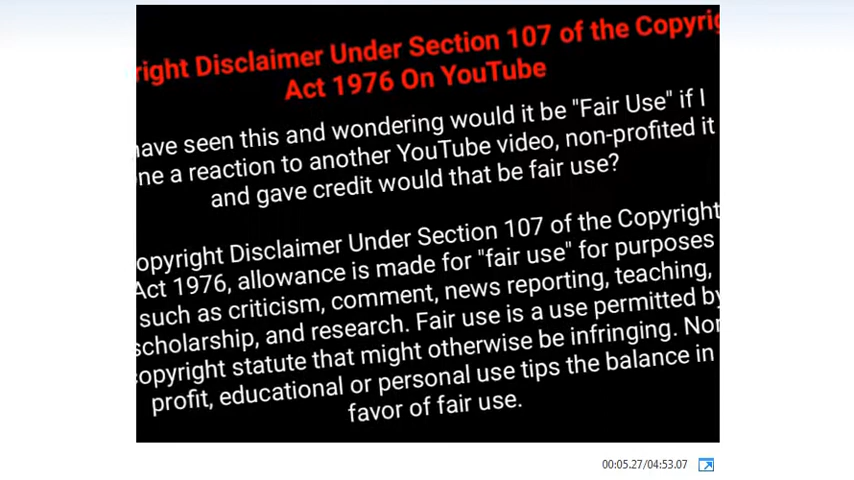 right Disclaimer Under Section 107 of the Copyrig
Act 1976 On YouTube
have seen this and wondering would it be "Fair Use" if I
ne a reaction to another YouTube video, non-profited it
and gave credit would that be fair use?
opyright Disclaimer Under Section 107 of the Copyright
Act 1976, allowance is made for "fair use" for purposes
such as criticism, comment, news reporting, teaching,
scholarship, and research. Fair use is a use permitted by
copyright statute that might otherwise be infringing. Non
profit, educational or personal use tips the balance in
favor of fair use.
00:05.27/04:53.07